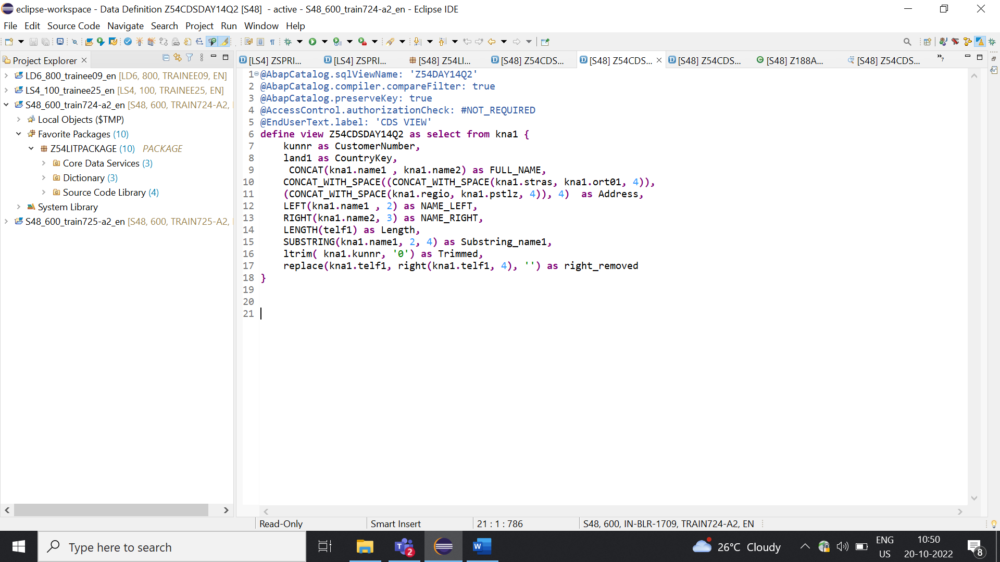 eclipse-workspace - Data Definition Z54CDSDAY14Q2 [S48]  - active - S48_600_train724-a2_en - Eclipse IDE
File Edit Source Code Navigate Search Project Run Window Help
Project Explorer
[LS4] ZSPRI... [LS4] ZSPRI... [S48] Z54LI... [S48] Z54CDS... [S48] Z54CDS... [S48] Z54CDS... [S48] Z188A... [S48] Z54CDS... 7
LD6_800_trainee09_en [LD6, 800, TRAINEE09, EN]
LS4_100_trainee25_en [LS4, 100, TRAINEE25, EN]
S48_600_train724-a2_en [S48, 600, TRAIN724-A2,
Local Objects ($TMP)
Favorite Packages (10)
Z54LITPACKAGE (10) PACKAGE
Core Data Services (3)
Dictionary (3)
Source Code Library (4)
System Library
S48_600_train725-a2_en [S48, 600, TRAIN725-A2,
1 @AbapCatalog.sqlViewName: 'Z54DAY14Q2'
2 @AbapCatalog.compiler.compareFilter: true
3 @AbapCatalog.preserveKey: true
4 @AccessControl.authorizationCheck: #NOT_REQUIRED
5 @EndUserText.label: 'CDS VIEW'
6 define view Z54CDSDAY14Q2 as select from kna1 {
7     kunnr as CustomerNumber,
8     land1 as CountryKey,
9      CONCAT(kna1.name1 , kna1.name2) as FULL_NAME,
10     CONCAT_WITH_SPACE((CONCAT_WITH_SPACE(kna1.stras, kna1.ort01, 4)),
11     (CONCAT_WITH_SPACE(kna1.regio, kna1.pstlz, 4)), 4)  as Address,
12     LEFT(kna1.name1 , 2) as NAME_LEFT,
13     RIGHT(kna1.name2, 3) as NAME_RIGHT,
14     LENGTH(telf1) as Length,
15     SUBSTRING(kna1.name1, 2, 4) as Substring_name1,
16     ltrim( kna1.kunnr, '0') as Trimmed,
17     replace(kna1.telf1, right(kna1.telf1, 4), '') as right_removed
18 }
19
20
21
Read-Only Smart Insert 21 : 1 : 786 S48, 600, IN-BLR-1709, TRAIN724-A2, EN
Type here to search
2
W
26°C Cloudy
ENG
US
10:50
20-10-2022
8